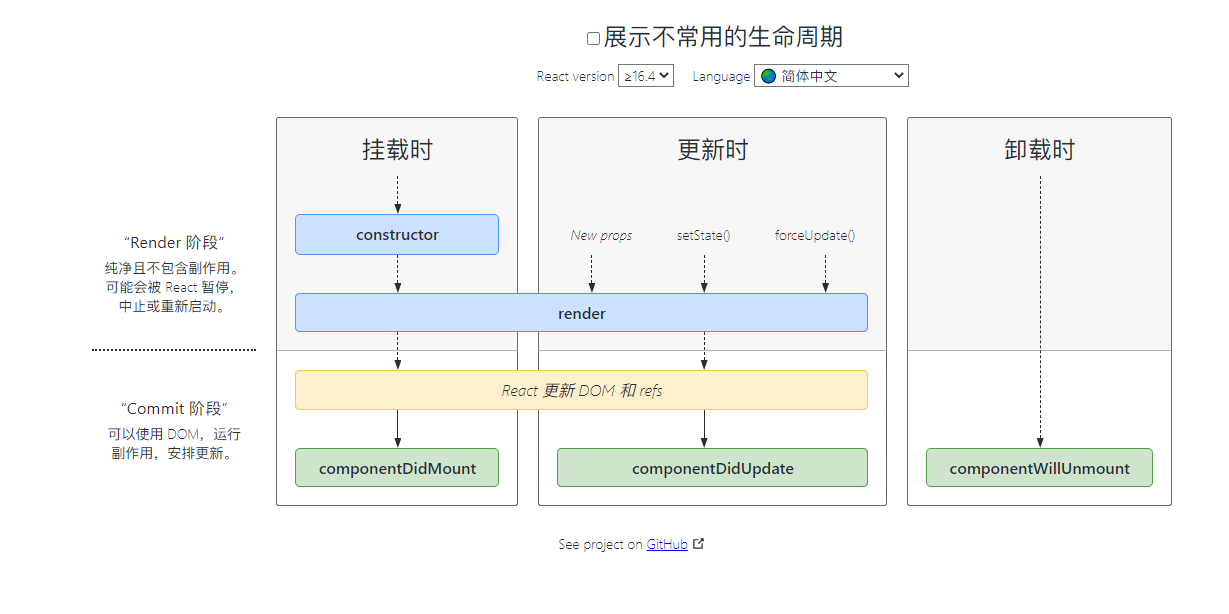 展示不常用的生命周期
React version ≥16.4 Language 简体中文
挂载时
更新时
卸载时
“Render 阶段”
纯净且不包含副作用。
可能会被 React 暂停，
中止或重新启动。
constructor
New props
setState()
forceUpdate()
render
React 更新 DOM 和 refs
“Commit 阶段”
可以使用 DOM，运行
副作用，安排更新。
componentDidMount
componentDidUpdate
componentWillUnmount
See project on GitHub